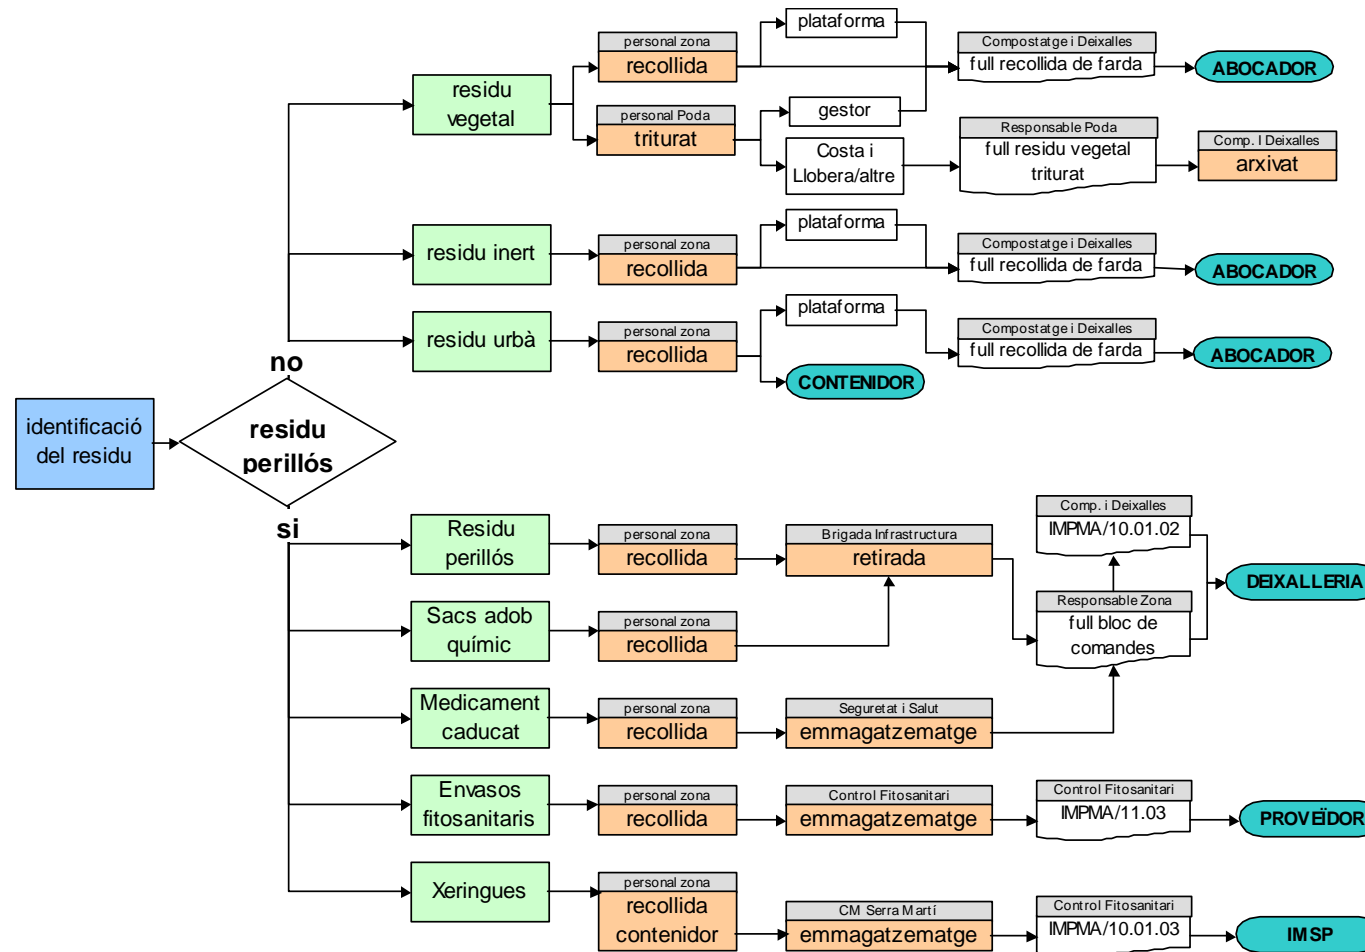 plataforma
personal zona
recollida
Compostatge i Deixalles
full recollida de farda
ABOCADOR
residu
vegetal
personal Poda
triturat
gestor
Costa i
Llobera/altre
Responsable Poda
full residu vegetal
triturat
Comp. I Deixalles
arxivat
residu inert
personal zona
recollida
plataforma
Compostatge i Deixalles
full recollida de farda
ABOCADOR
residu urbà
personal zona
recollida
plataforma
CONTENIDOR
Compostatge i Deixalles
full recollida de farda
ABOCADOR
no
identificació
del residu
residu
perillós
si
Residu
perillós
personal zona
recollida
Brigada Infrastructura
retirada
Comp. i Deixalles
IMPMA/10.01.02
DEIXALLERIA
Sacs adob
químic
personal zona
recollida
Responsable Zona
full bloc de
comandes
Medicament
caducat
personal zona
recollida
Seguretat i Salut
emmagatzematge
Envasos
fitosanitaris
personal zona
recollida
Control Fitosanitari
emmagatzematge
Control Fitosanitari
IMPMA/11.03
PROVEÏDOR
Xeringues
personal zona
recollida
contenidor
CM Serra Martí
emmagatzematge
Control Fitosanitari
IMPMA/10.01.03
IMSP